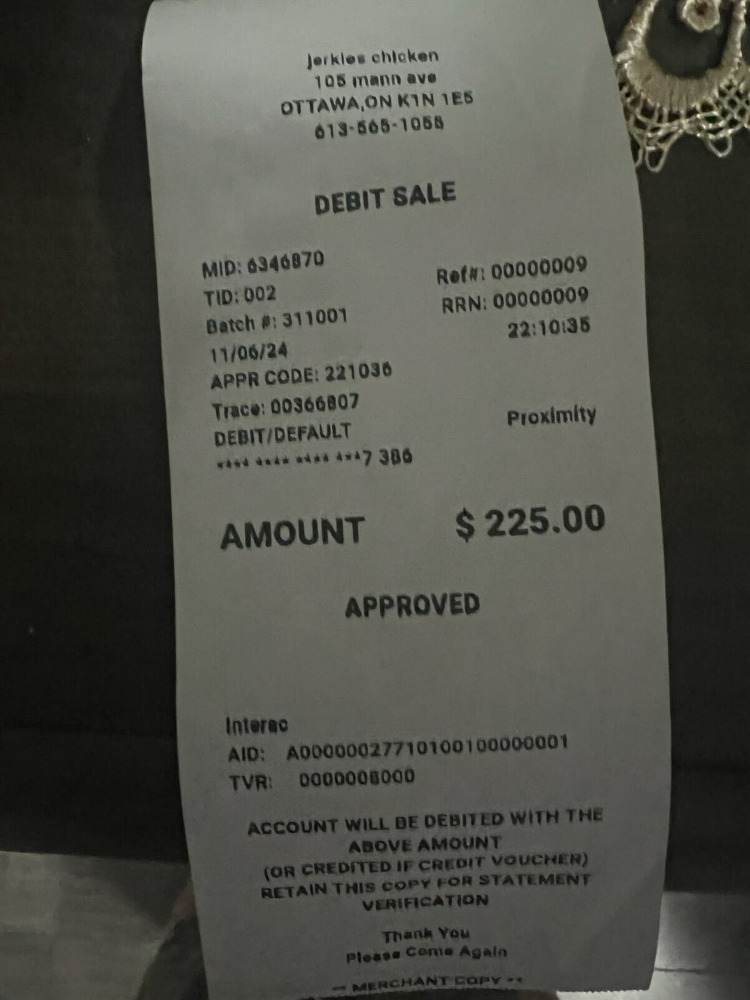 jerkies chicken
105 mann ave
OTTAWA,ON K1N 1E5
613-565-1058
DEBIT SALE
MID: 6346870
Ref#: 00000009
TID: 002
RRN: 00000009
Batch #: 311001
22:10:35
11/06/24
APPR CODE: 221036
Trace: 00366807
DEBIT/DEFAULT
Proximity
**** **** **** ***7 386
AMOUNT $ 225.00
APPROVED
Interac
AID: A00000027710100100000001
TVR: 0000008000
ACCOUNT WILL BE DEBITED WITH THE
ABOVE AMOUNT
(OR CREDITED IF CREDIT VOUCHER)
RETAIN THIS COPY FOR STATEMENT
VERIFICATION
Thank You
Please Come Again
-- MERCHANT COPY --